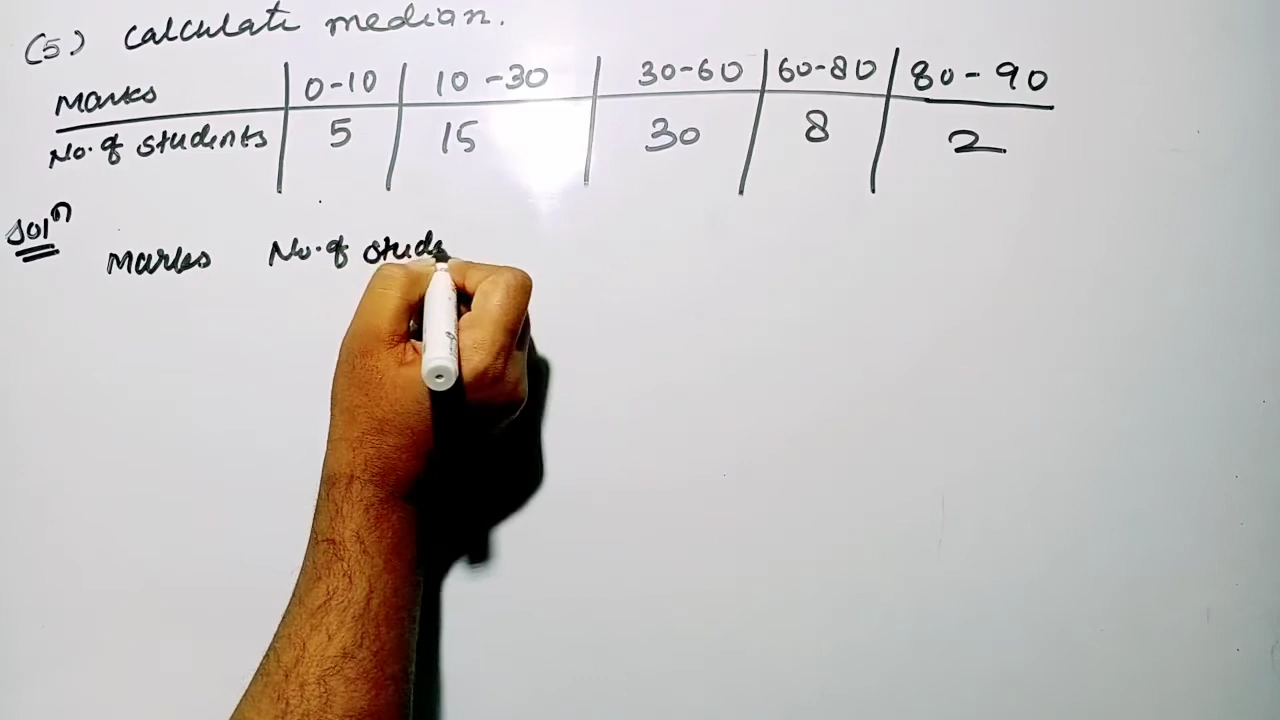 (5) Calculate median.
Marks 0-10 10-30 30-60 60-80 80-90
No. of students 5 15 30 8 2
Solⁿ
Marks No. of stude